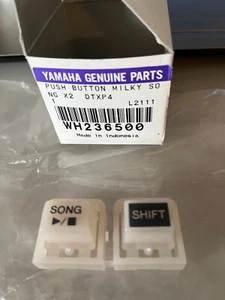 YAMAHA GENUINE PARTS
PUSH BUTTON MILKY SO
NG X2 DTXP4
1 L2111
WH236500
Made in Indonesia
SONG
▶/■
SHIFT